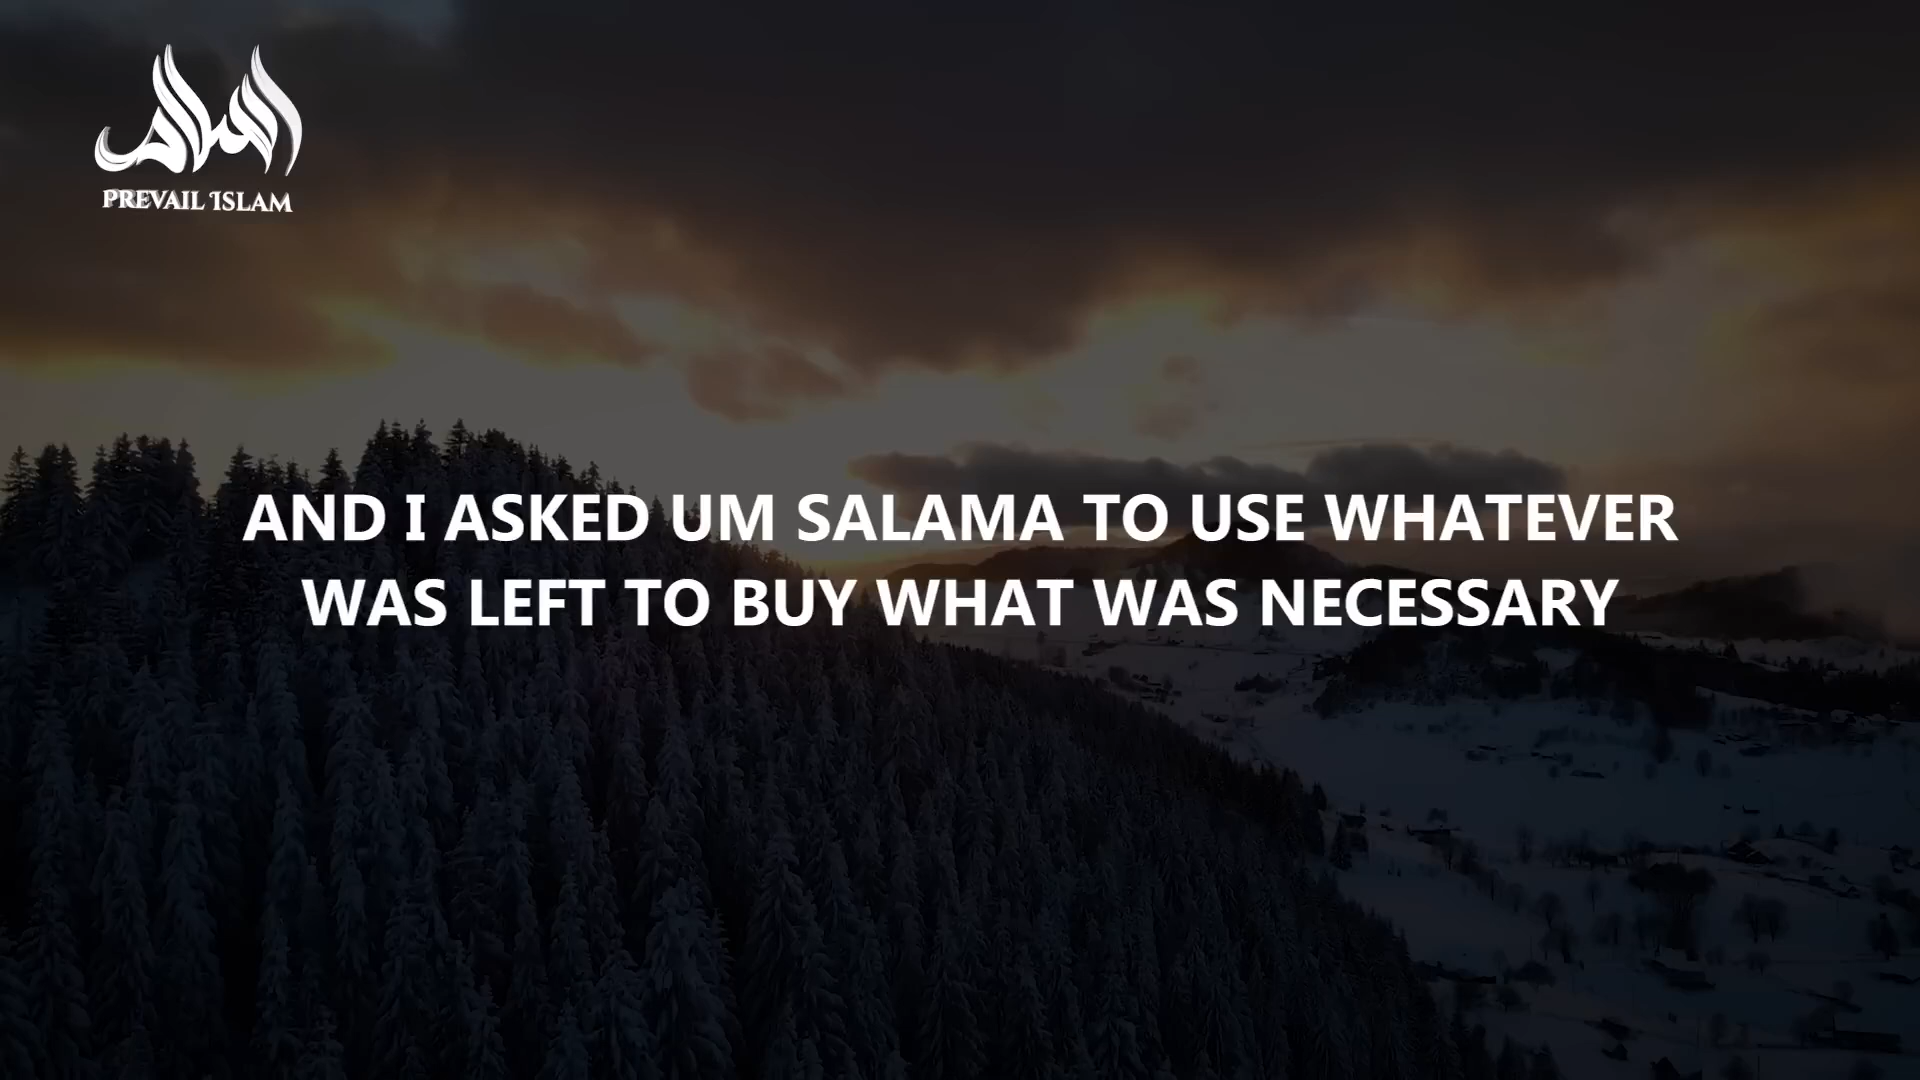 PREVAIL ISLAM
AND I ASKED UM SALAMA TO USE WHATEVER
WAS LEFT TO BUY WHAT WAS NECESSARY